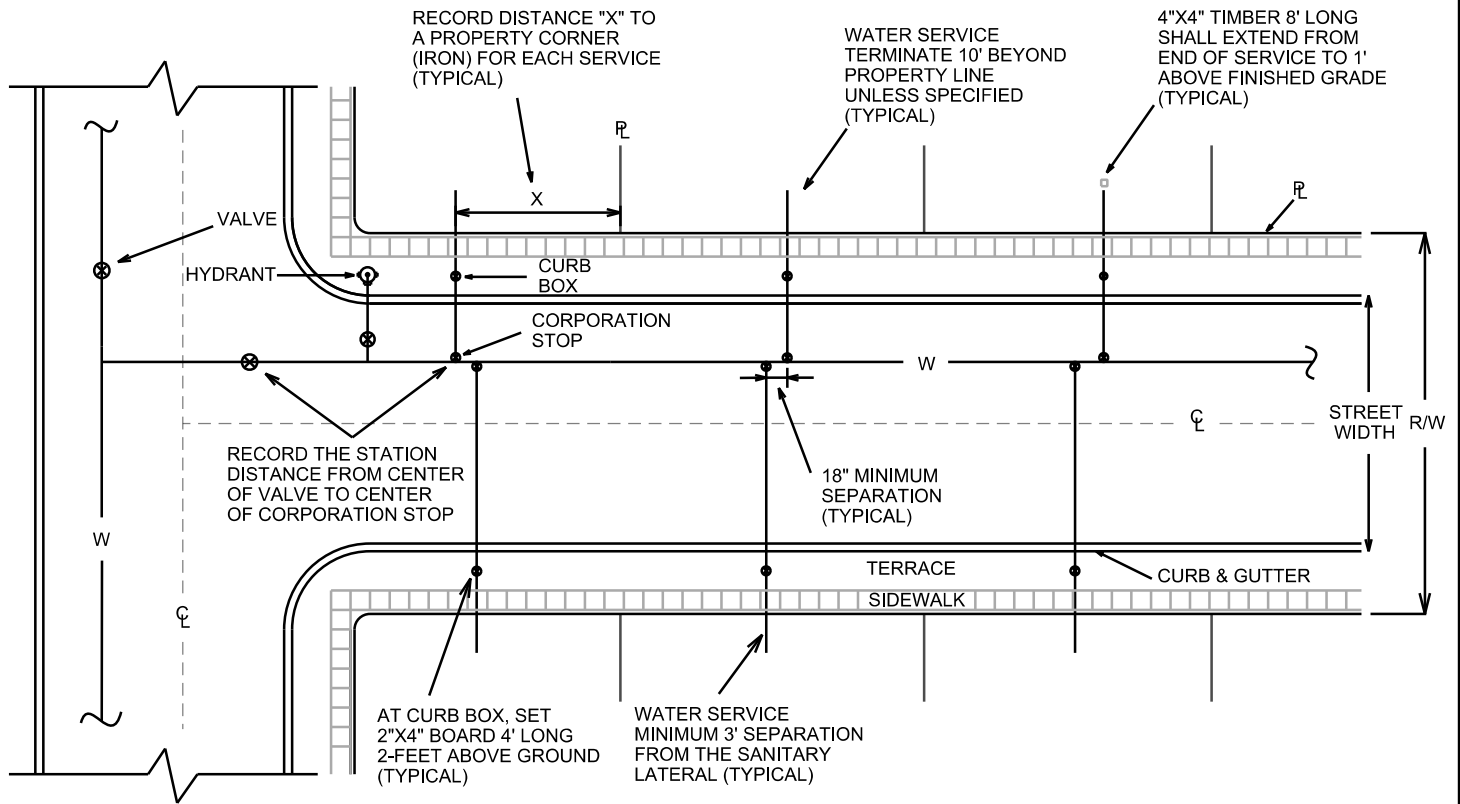 RECORD DISTANCE "X" TO
A PROPERTY CORNER
(IRON) FOR EACH SERVICE
(TYPICAL)
WATER SERVICE
TERMINATE 10' BEYOND
PROPERTY LINE
UNLESS SPECIFIED
(TYPICAL)
4"X4" TIMBER 8' LONG
SHALL EXTEND FROM
END OF SERVICE TO 1'
ABOVE FINISHED GRADE
(TYPICAL)
PL
X
PL
VALVE
HYDRANT
CURB
BOX
CORPORATION
STOP
W
CL
STREET
WIDTH
R/W
RECORD THE STATION
DISTANCE FROM CENTER
OF VALVE TO CENTER
OF CORPORATION STOP
18" MINIMUM
SEPARATION
(TYPICAL)
W
TERRACE
CURB & GUTTER
SIDEWALK
CL
AT CURB BOX, SET
2"X4" BOARD 4' LONG
2-FEET ABOVE GROUND
(TYPICAL)
WATER SERVICE
MINIMUM 3' SEPARATION
FROM THE SANITARY
LATERAL (TYPICAL)